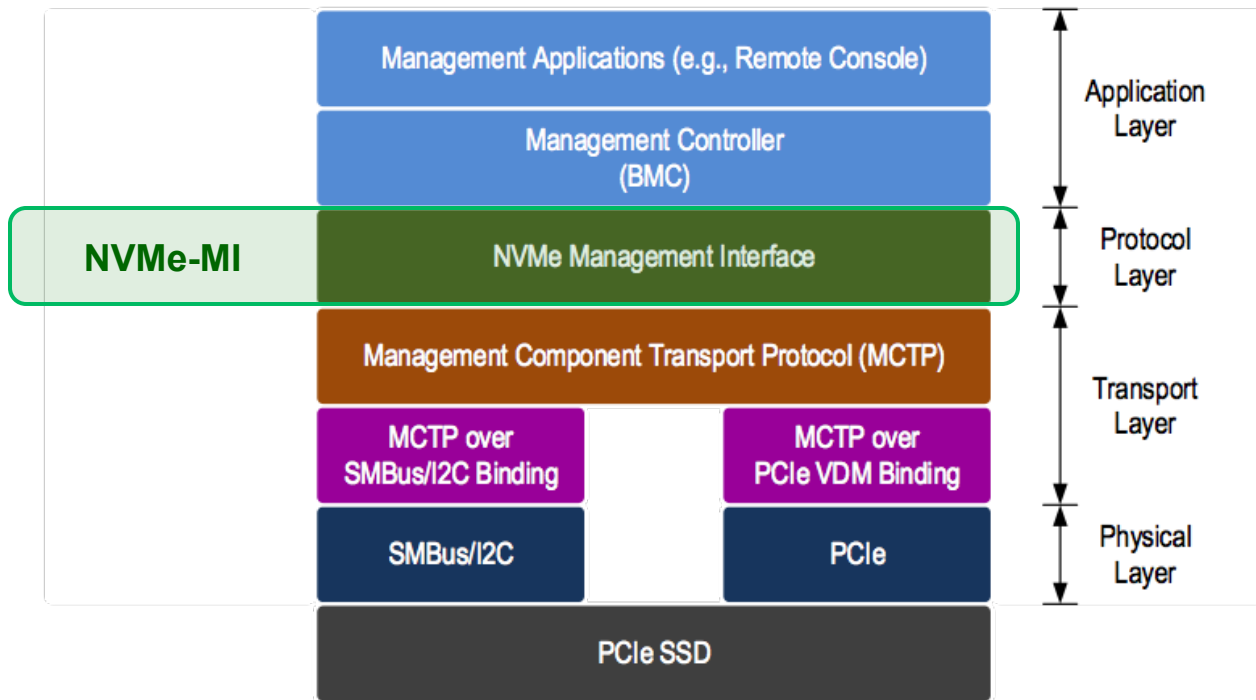 Management Applications (e.g., Remote Console)
Application
Layer
Management Controller
(BMC)
NVMe-MI
NVMe Management Interface
Protocol
Layer
Management Component Transport Protocol (MCTP)
Transport
Layer
MCTP over
SMBus/I2C Binding
MCTP over
PCIe VDM Binding
SMBus/I2C
PCIe
Physical
Layer
PCIe SSD